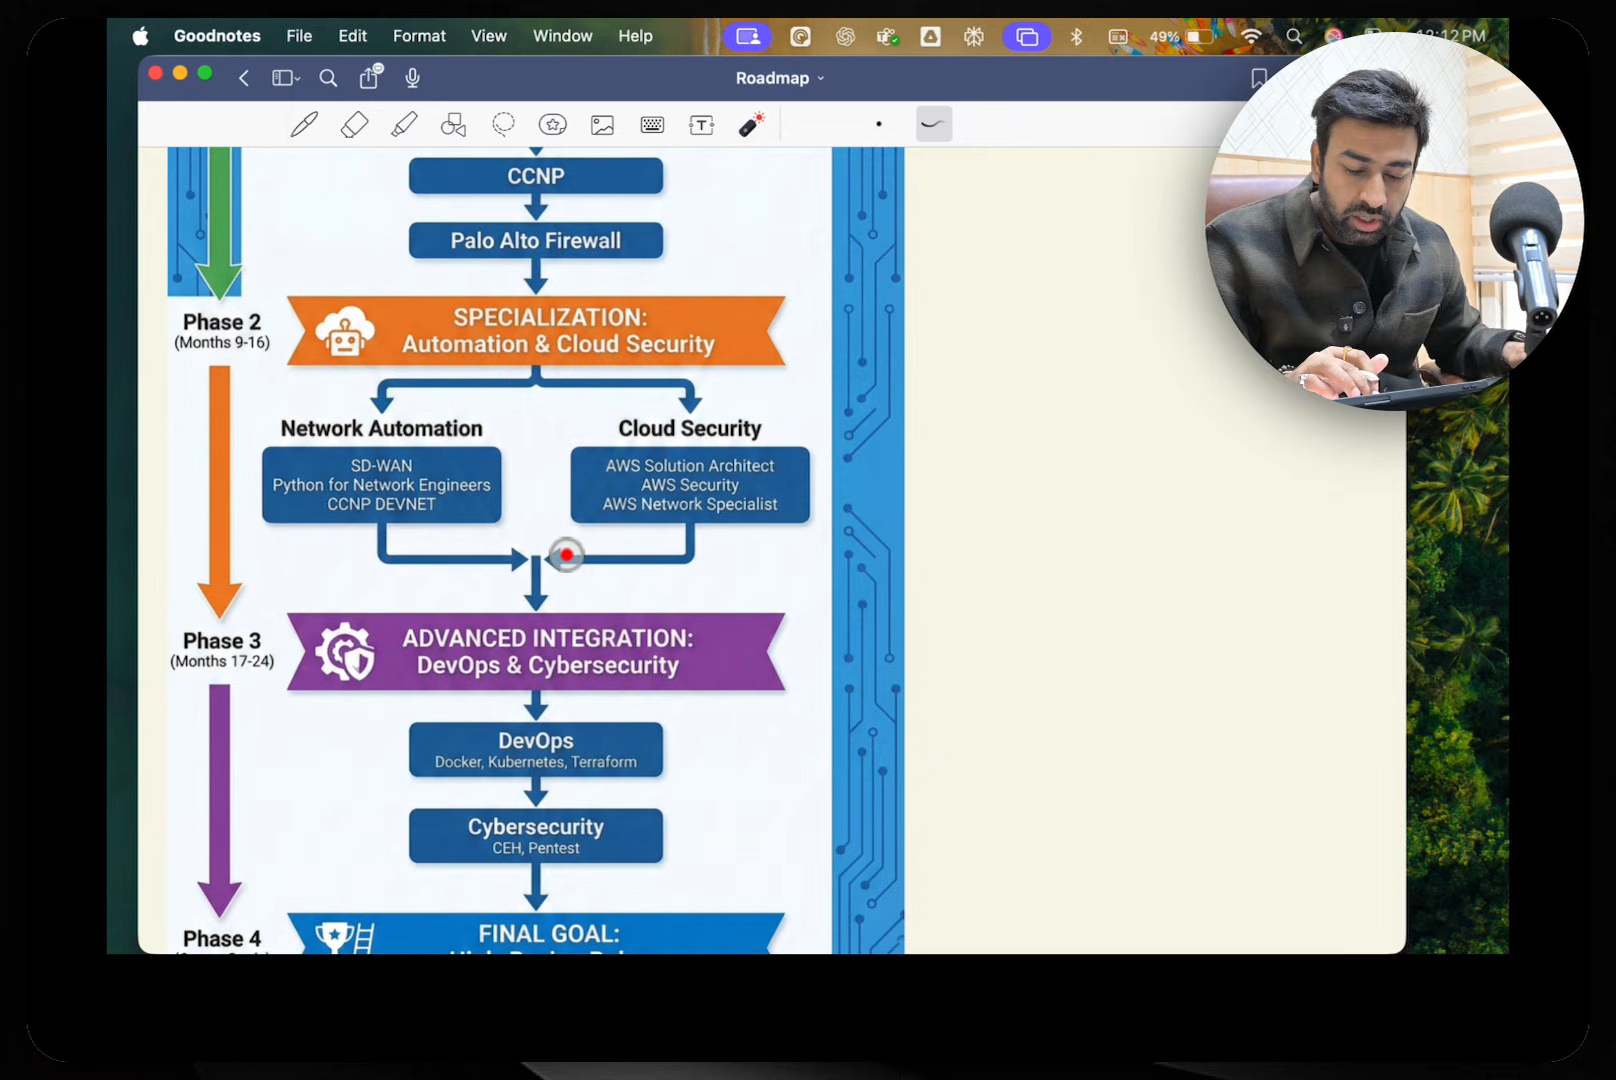 Goodnotes File Edit Format View Window Help 49% 12:12 PM
Roadmap
CCNP
Palo Alto Firewall
Phase 2
(Months 9-16)
SPECIALIZATION:
Automation & Cloud Security
Network Automation
SD-WAN
Python for Network Engineers
CCNP DEVNET
Cloud Security
AWS Solution Architect
AWS Security
AWS Network Specialist
Phase 3
(Months 17-24)
ADVANCED INTEGRATION:
DevOps & Cybersecurity
DevOps
Docker, Kubernetes, Terraform
Cybersecurity
CEH, Pentest
Phase 4
FINAL GOAL: